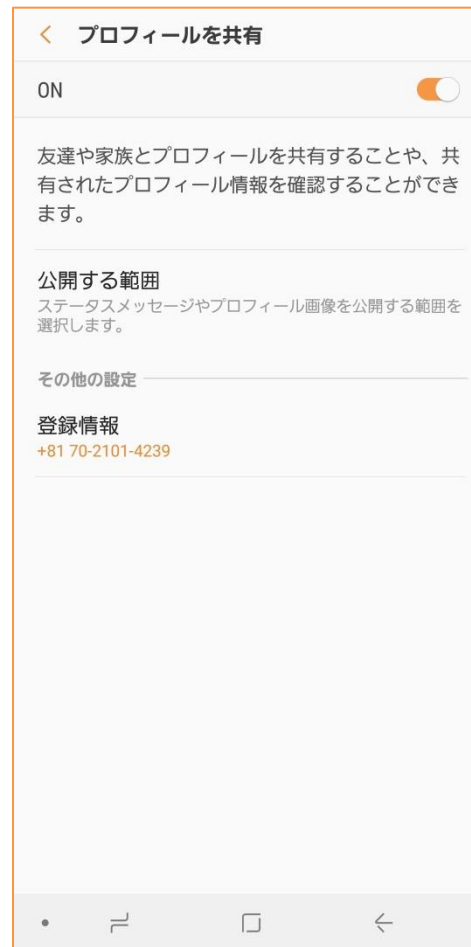 プロフィールを共有
ON
友達や家族とプロフィールを共有することや、共
有されたプロフィール情報を確認することができ
ます。
公開する範囲
ステータスメッセージやプロフィール画像を公開する範囲を
選択します。
その他の設定
登録情報
+81 70-2101-4239